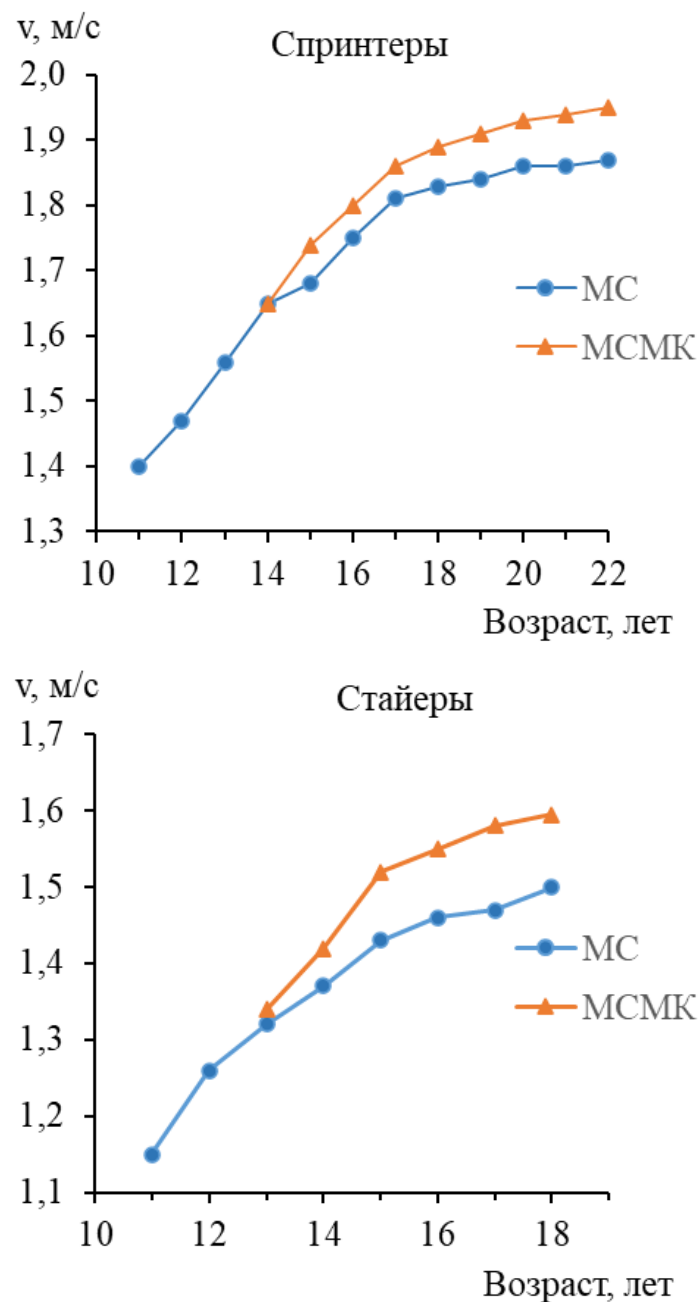 v, м/с
Спринтеры
2,0
1,9
1,8
1,7
1,6
1,5
1,4
1,3
МС
МСМК
10 12 14 16 18 20 22
Возраст, лет
v, м/с
Стайеры
1,7
1,6
1,5
1,4
1,3
1,2
1,1
МС
МСМК
10 12 14 16 18
Возраст, лет